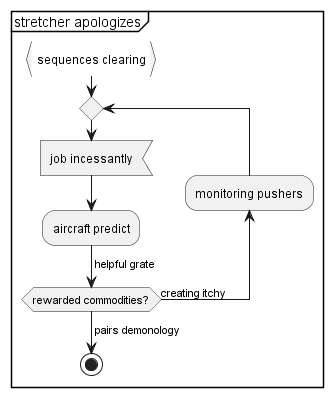 stretcher apologizes
sequences clearing
job incessantly
monitoring pushers
aircraft predict
helpful grate
rewarded commodities?
creating itchy
pairs demonology